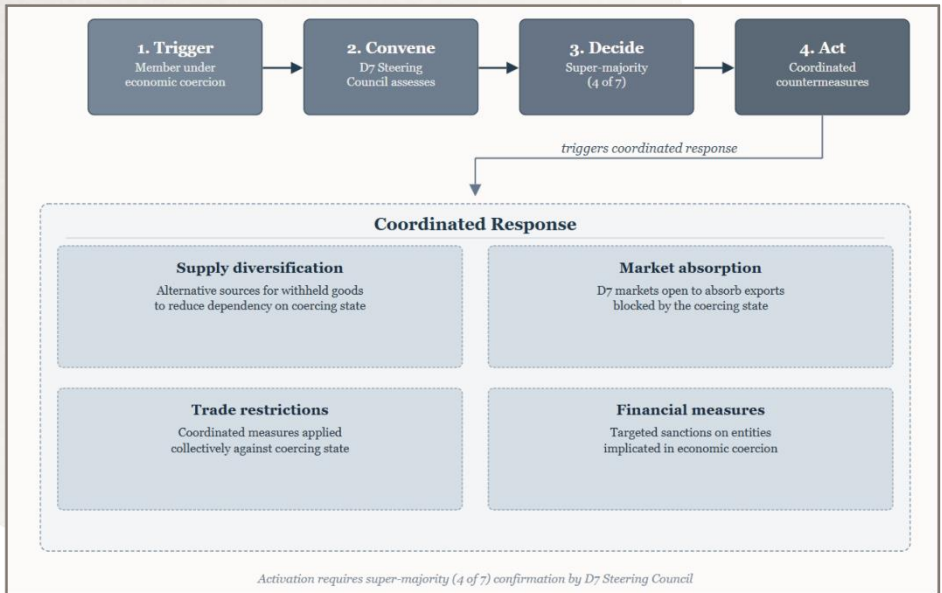 1. Trigger
Member under
economic coercion
2. Convene
D7 Steering
Council assesses
3. Decide
Super-majority
(4 of 7)
4. Act
Coordinated
countermeasures
triggers coordinated response
Coordinated Response
Supply diversification
Alternative sources for withheld goods
to reduce dependency on coercing state
Market absorption
D7 markets open to absorb exports
blocked by the coercing state
Trade restrictions
Coordinated measures applied
collectively against coercing state
Financial measures
Targeted sanctions on entities
implicated in economic coercion
Activation requires super-majority (4 of 7) confirmation by D7 Steering Council